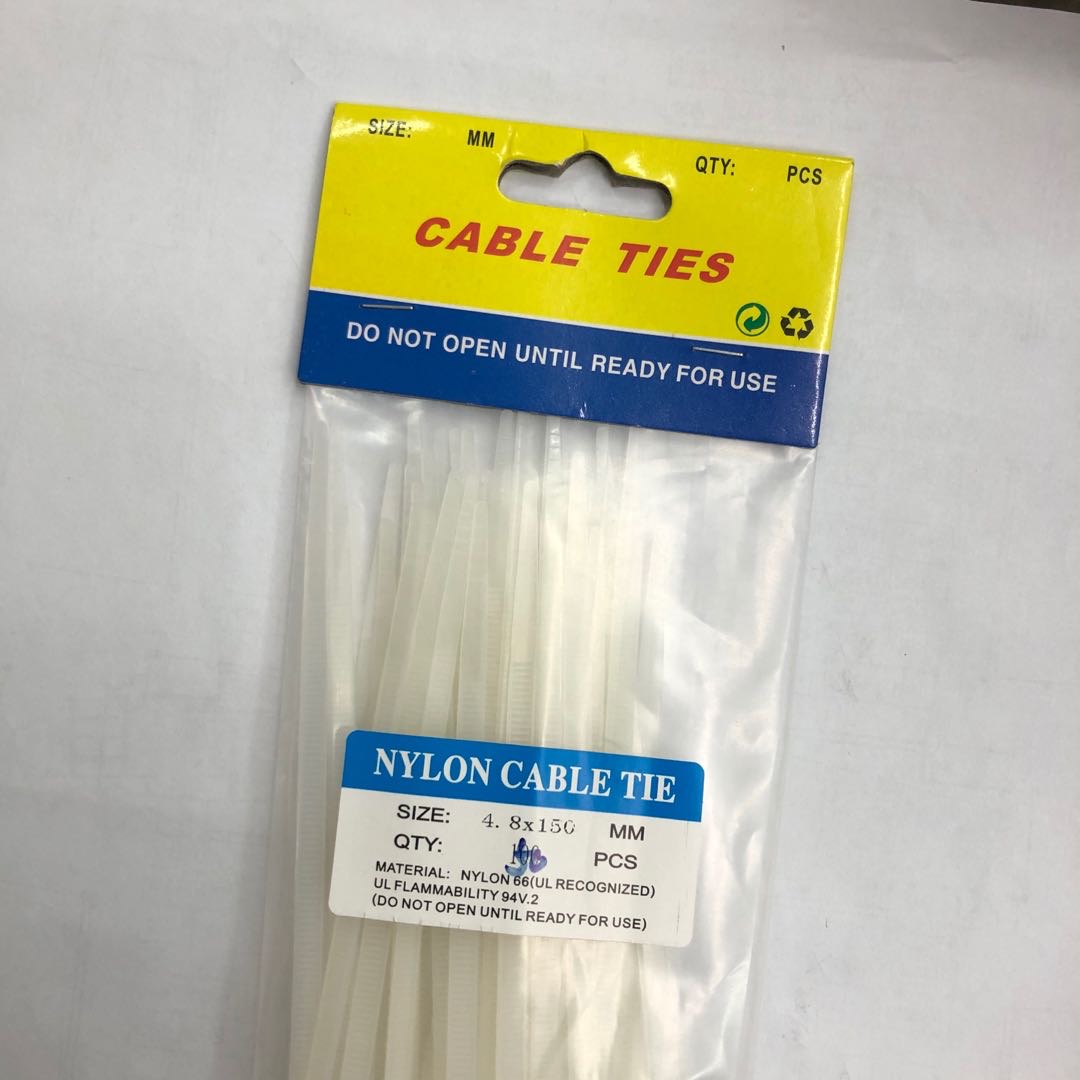 SIZE: MM QTY: PCS
CABLE TIES
DO NOT OPEN UNTIL READY FOR USE
NYLON CABLE TIE
SIZE: 4.8x150 MM
QTY: PCS
MATERIAL: NYLON 66(UL RECOGNIZED)
UL FLAMMABILITY 94V.2
(DO NOT OPEN UNTIL READY FOR USE)